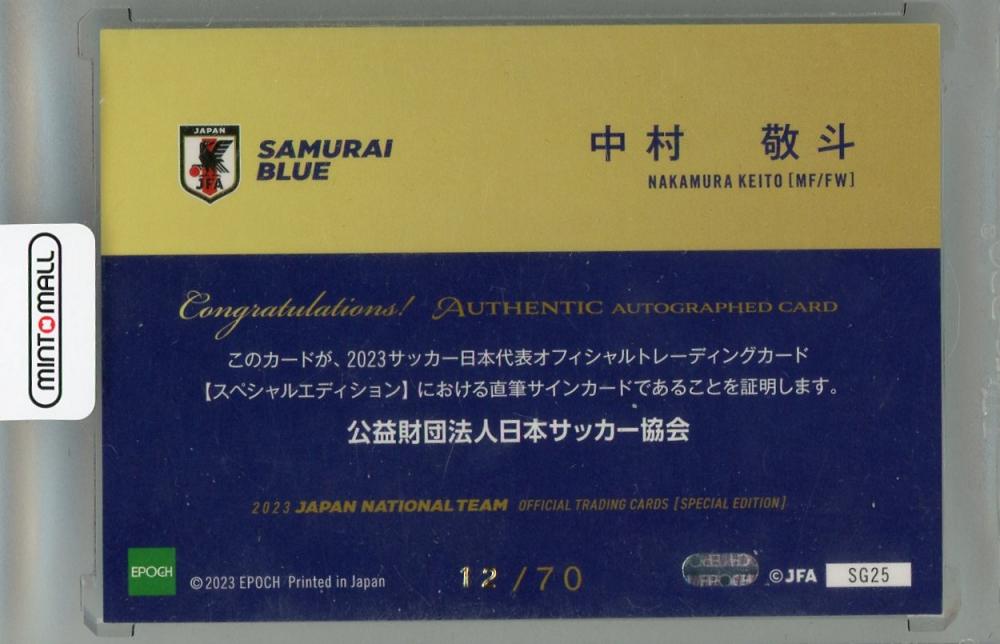 JAPAN
JFA
SAMURAI
BLUE
中村 敬斗
NAKAMURA KEITO [MF/FW]
MINTOMALL
Congratulations! AUTHENTIC AUTOGRAPHED CARD
このカードが、2023サッカー日本代表オフィシャルトレーディングカード
【スペシャルエディション】における直筆サインカードであることを証明します。
公益財団法人日本サッカー協会
2023 JAPAN NATIONAL TEAM OFFICIAL TRADING CARDS [SPECIAL EDITION]
EPOCH
©2023 EPOCH Printed in Japan
12/70
©JFA
SG25